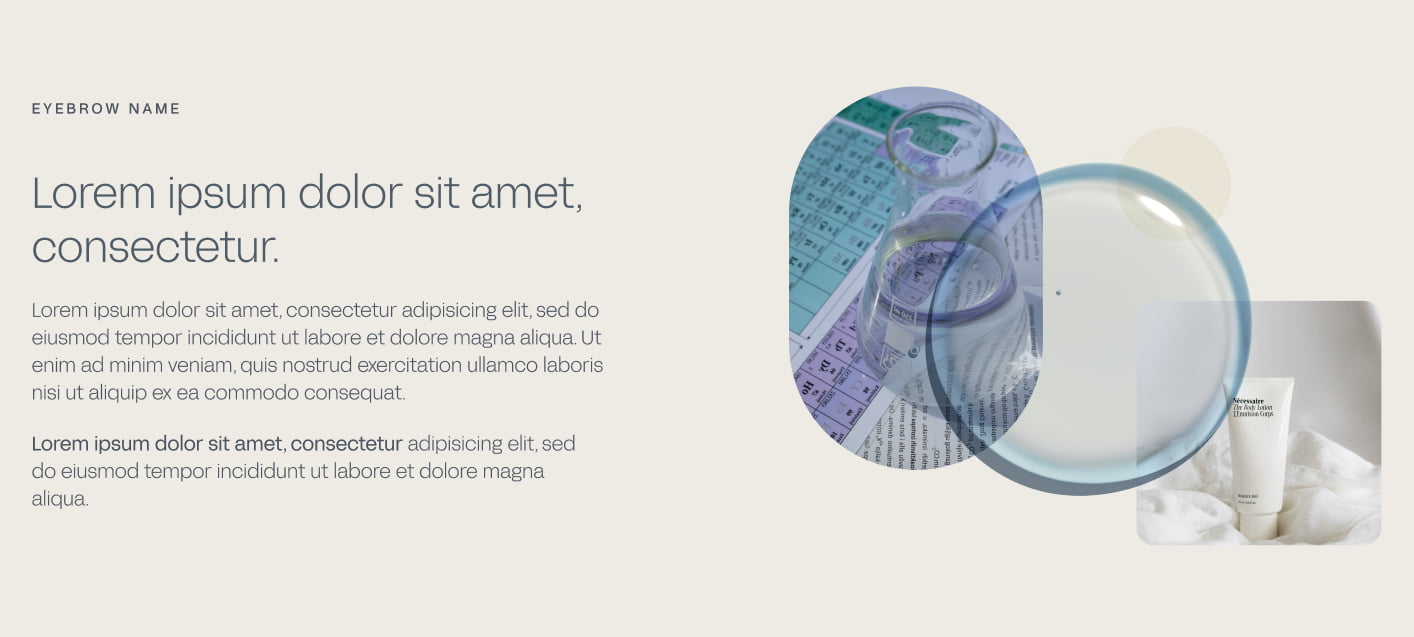 EYEBROW NAME
Lorem ipsum dolor sit amet,
consectetur.
Lorem ipsum dolor sit amet, consectetur adipisicing elit, sed do
eiusmod tempor incididunt ut labore et dolore magna aliqua. Ut
enim ad minim veniam, quis nostrud exercitation ullamco laboris
nisi ut aliquip ex ea commodo consequat.
Lorem ipsum dolor sit amet, consectetur adipisicing elit, sed
do eiusmod tempor incididunt ut labore et dolore magna
aliqua.
Nécessaire
The Body Lotion
L'Émulsion Corps